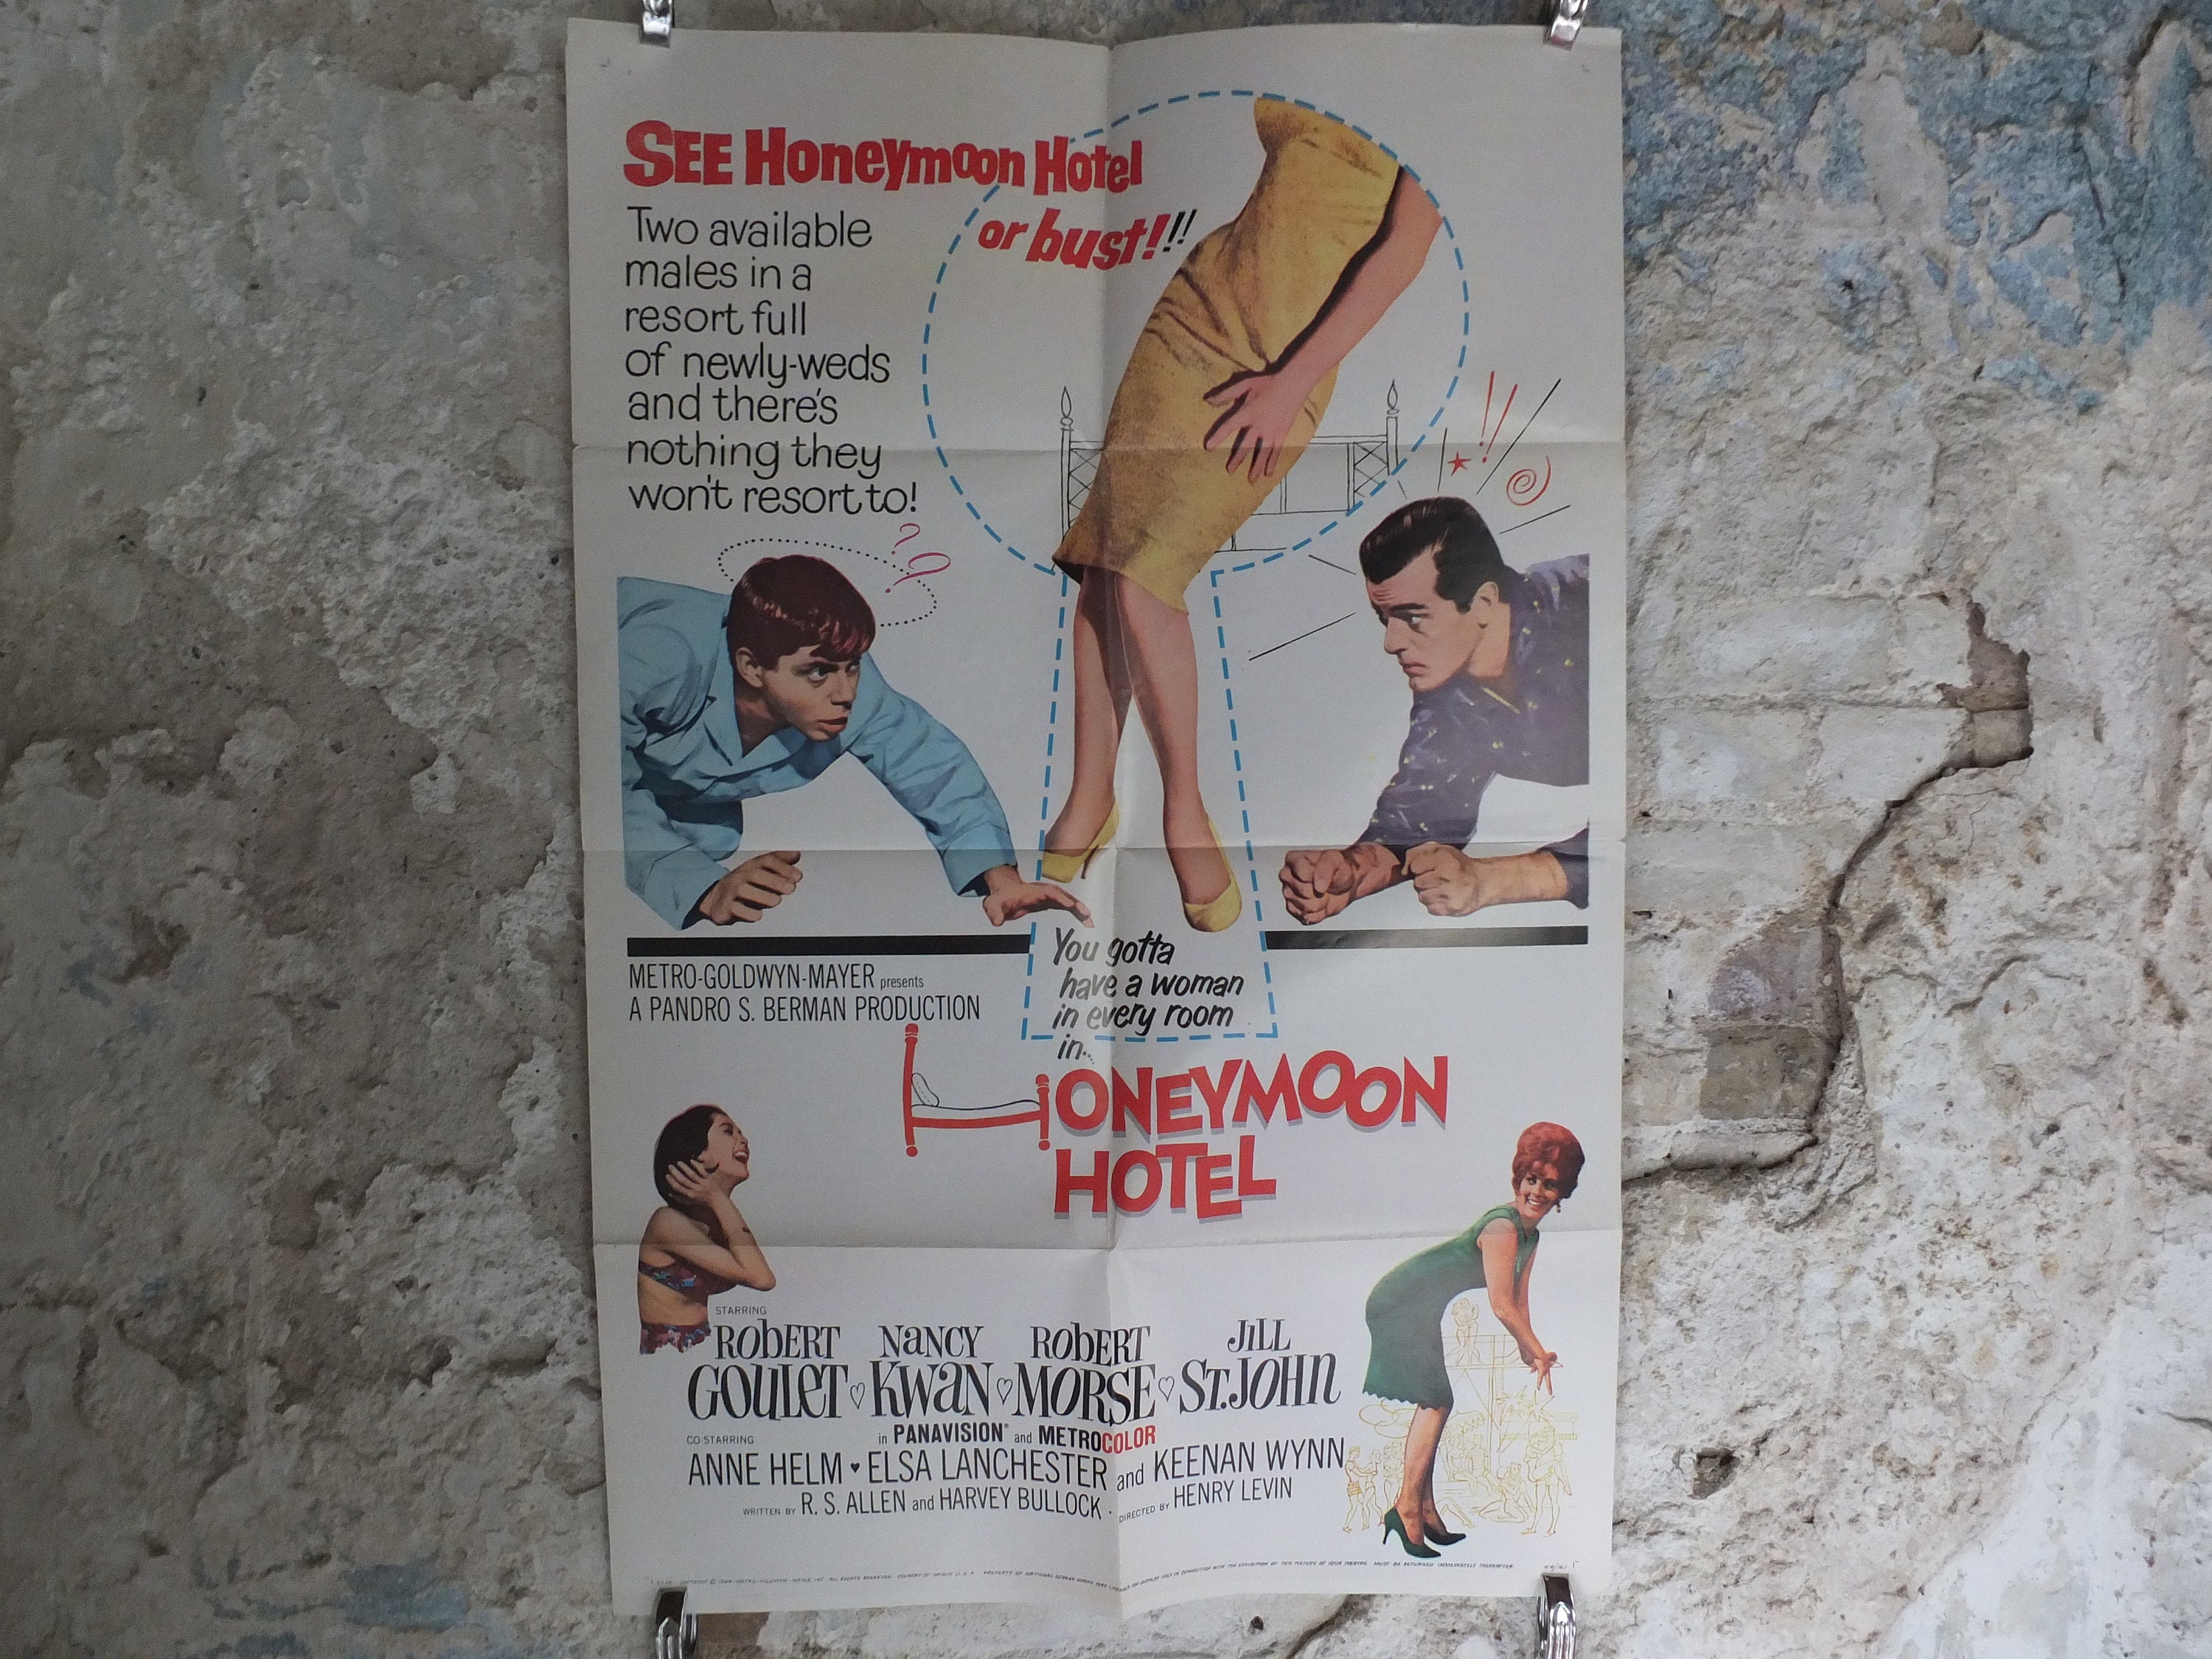 SEE Honeymoon Hotel
or bust!!!
Two available
males in a
resort full
of newly-weds
and there's
nothing they
won't resort to!
??
!!
You gotta
have a woman
in every room
in...
METRO-GOLDWYN-MAYER presents
A PANDRO S. BERMAN PRODUCTION
HONEYMOON
HOTEL
STARRING
ROBERT NANCY ROBERT JILL
GOULET ♡ KWAN ♡ MORSE ♡ ST.JOHN
in PANAVISION® and METROCOLOR
CO STARRING
ANNE HELM ♥ ELSA LANCHESTER and KEENAN WYNN
WRITTEN BY R. S. ALLEN and HARVEY BULLOCK · DIRECTED BY HENRY LEVIN